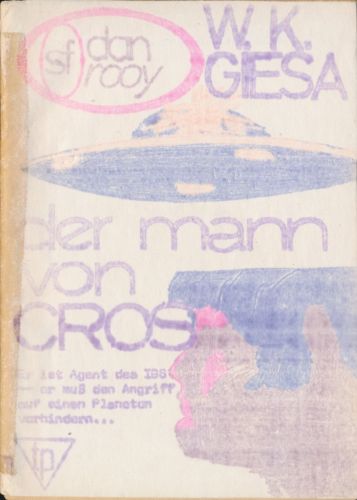 sf dan
rooy
W. K.
GIESA
der mann
von
CROS
Er ist Agent des IBS
— er muß den Angriff
auf einen Planeten
verhindern...
tp